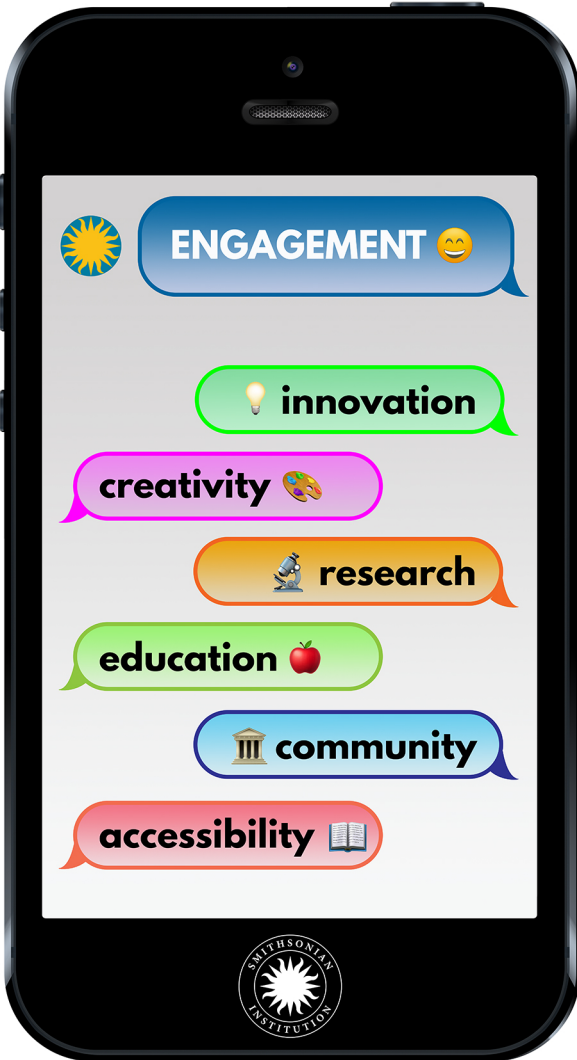 ENGAGEMENT 😄
💡 innovation
creativity 🎨
🔬 research
education 🍎
🏛 community
accessibility 📖
SMITHSONIAN
INSTITUTION